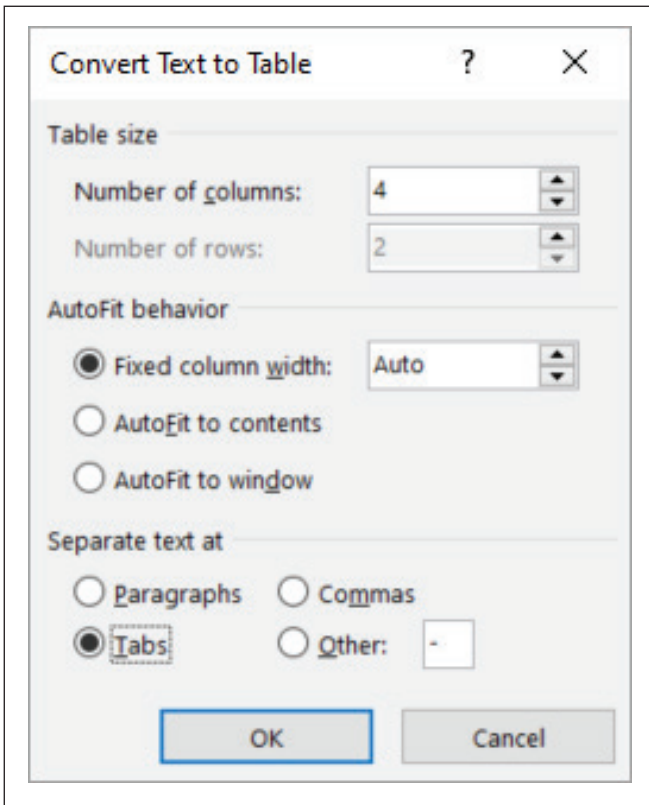 Convert Text to Table ?
Table size
Number of columns: 4
Number of rows: 2
AutoFit behavior
Fixed column width: Auto
AutoFit to contents
AutoFit to window
Separate text at
Paragraphs Commas
Tabs Other: -
OK Cancel